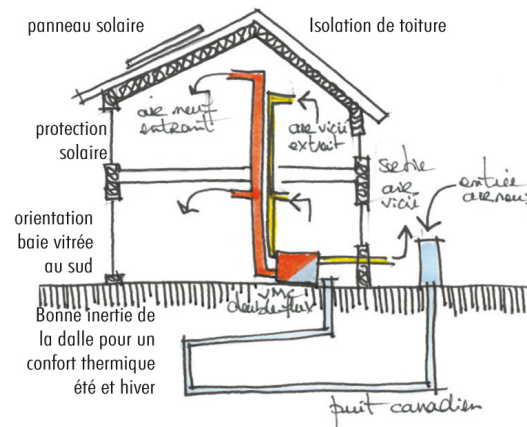 panneau solaire
Isolation de toiture
air neuf
entrant
air vicié
extrait
protection
solaire
sortie
air
vicié
entrée
air neuf
orientation
baie vitrée
au sud
VMC
double flux
Bonne inertie de
la dalle pour un
confort thermique
été et hiver
puit canadien